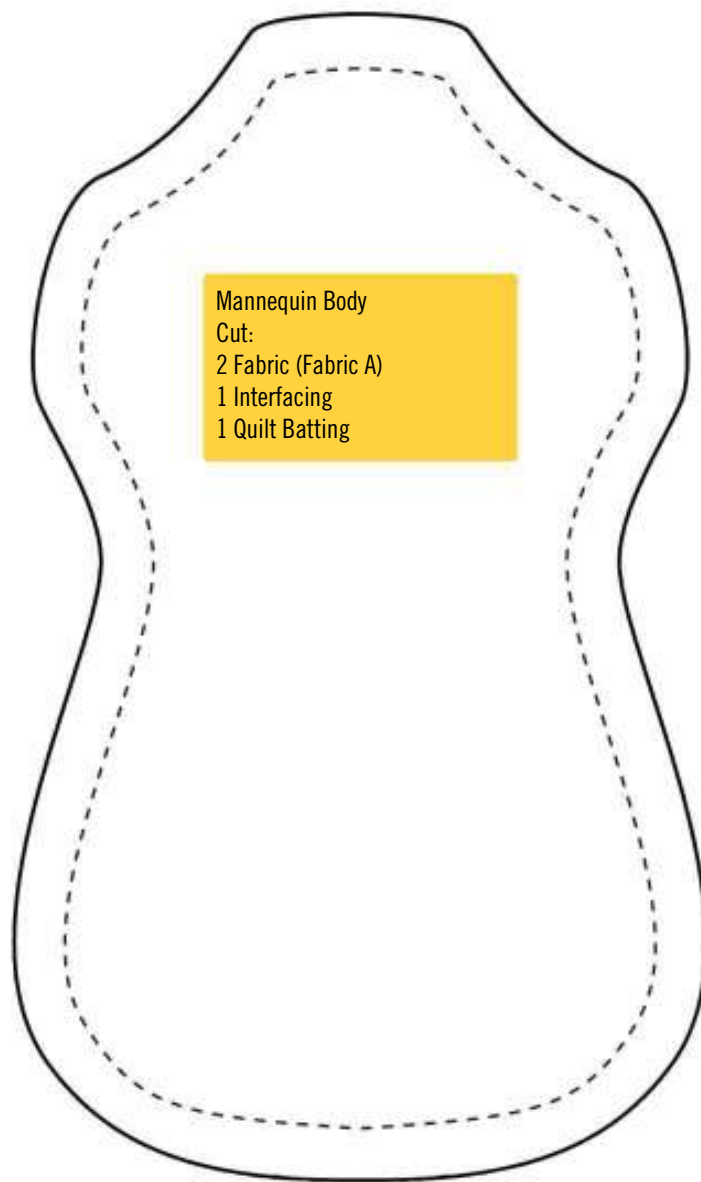 Mannequin Body
Cut:
2 Fabric (Fabric A)
1 Interfacing
1 Quilt Batting